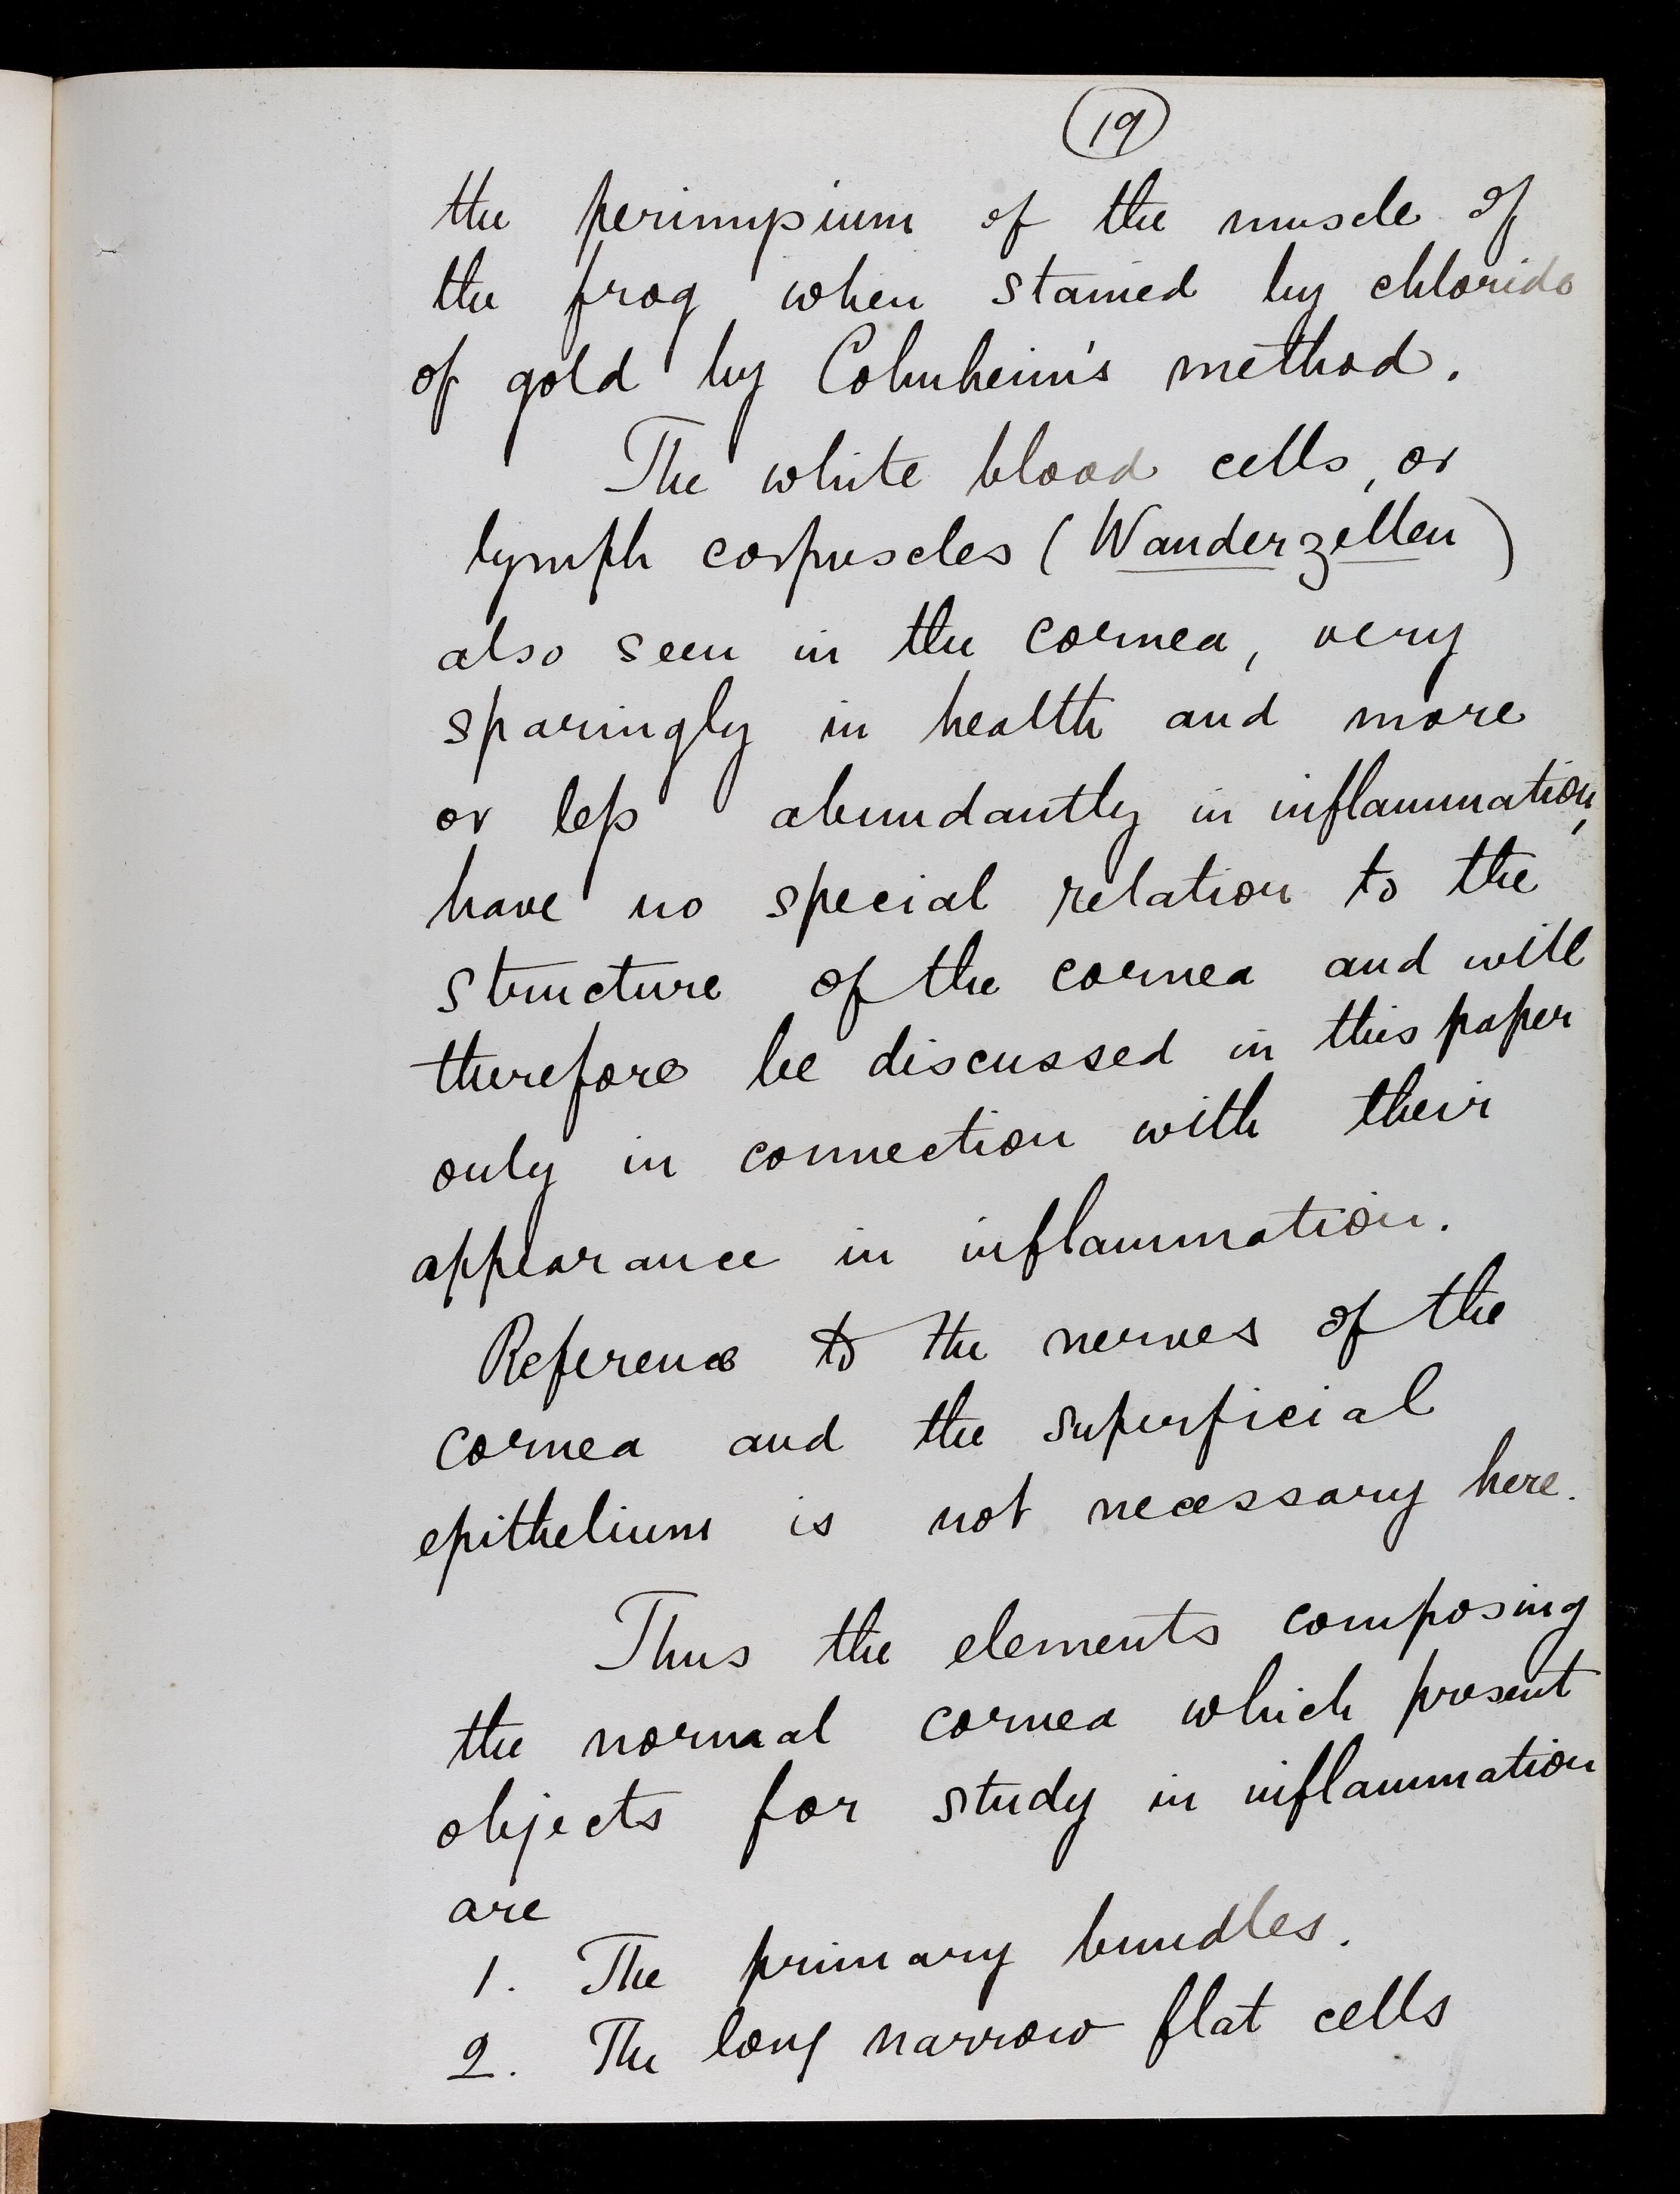 19
the perimysium of the muscle of
the frog when stained by chloride
of gold by Cohnheim's method.
The white blood cells, or
lymph corpuscles (Wanderzellen)
also seen in the cornea, very
sparingly in health and more
or less abundantly in inflammation,
have no special relation to the
structure of the cornea and will
therefore be discussed in this paper
only in connection with their
appearance in inflammation.
Reference to the nerves of the
cornea and the superficial
epithelium is not necessary here.
Thus the elements composing
the normal cornea which present
objects for study in inflammation
are
1. The primary bundles.
2. The long narrow flat cells